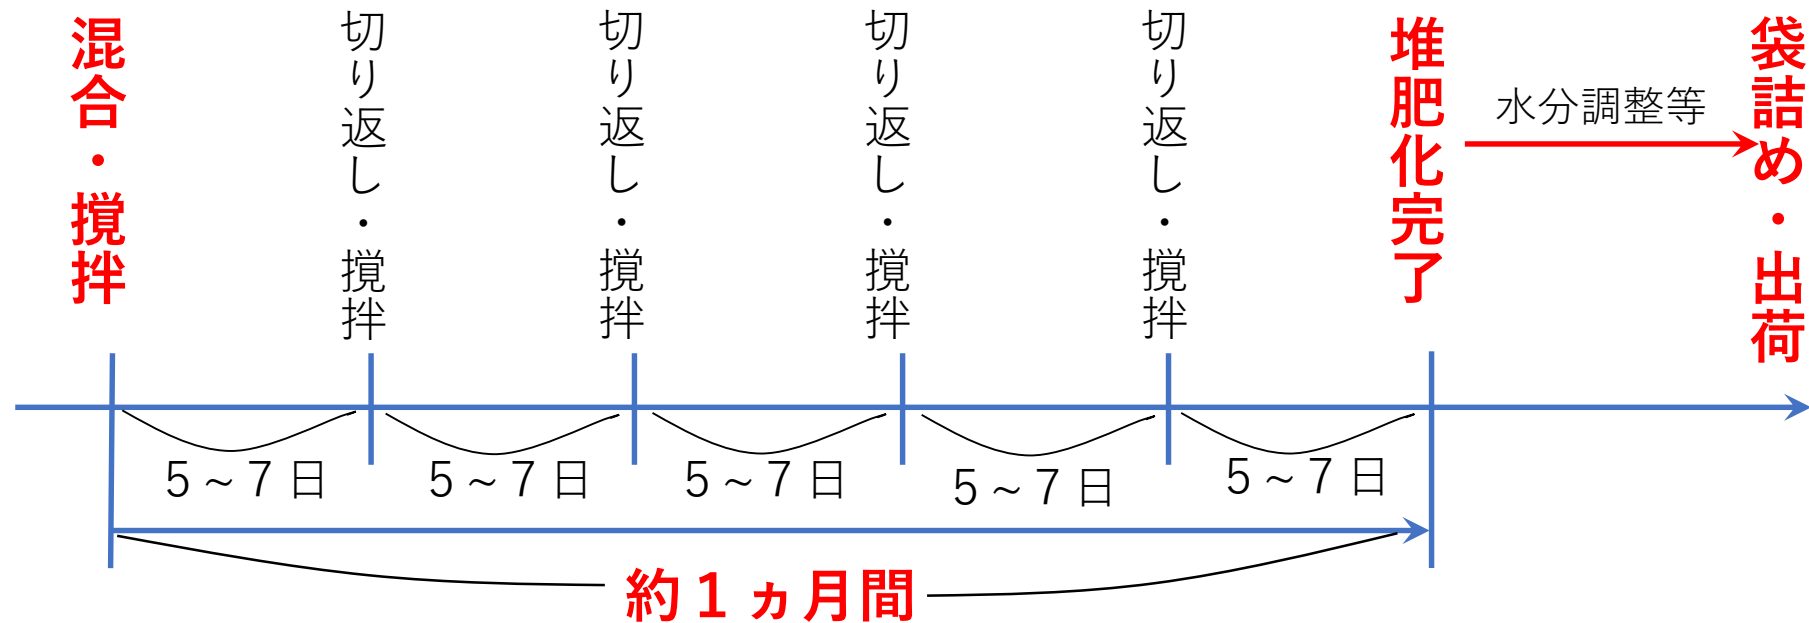 混合・撹拌
切り返し・撹拌
切り返し・撹拌
切り返し・撹拌
切り返し・撹拌
堆肥化完了
水分調整等
袋詰め・出荷
5～7日
5～7日
5～7日
5～7日
5～7日
約1ヵ月間